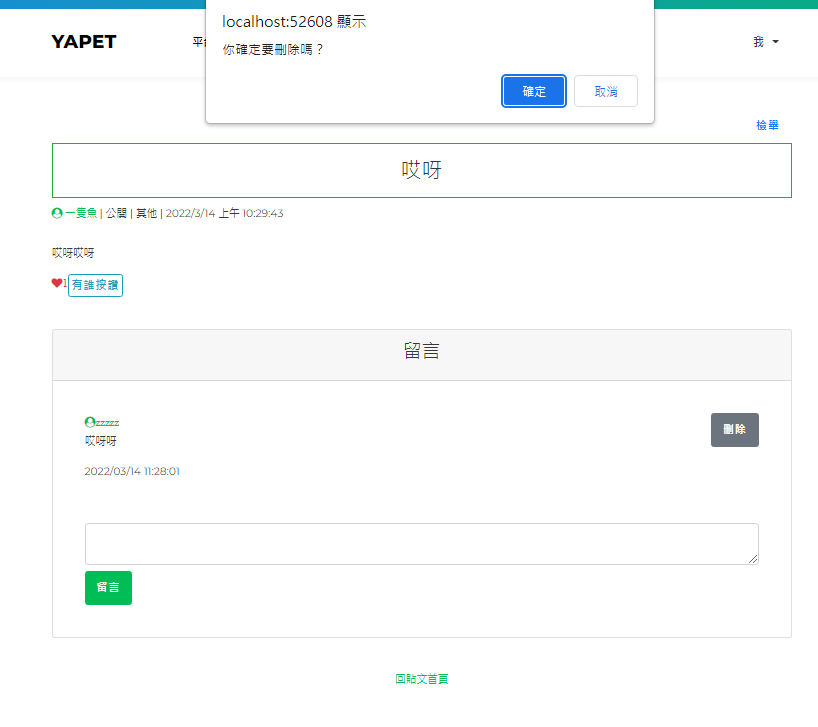 localhost:52608 顯示
你確定要刪除嗎？
確定 取消
YAPET 平台 我
檢舉
哎呀
一隻魚 | 公開 | 其他 | 2022/3/14 上午 10:29:43
哎呀哎呀
1 有誰按讚
留言
zzzzz
刪除
哎呀呀
2022/03/14 11:28:01
留言
回貼文首頁